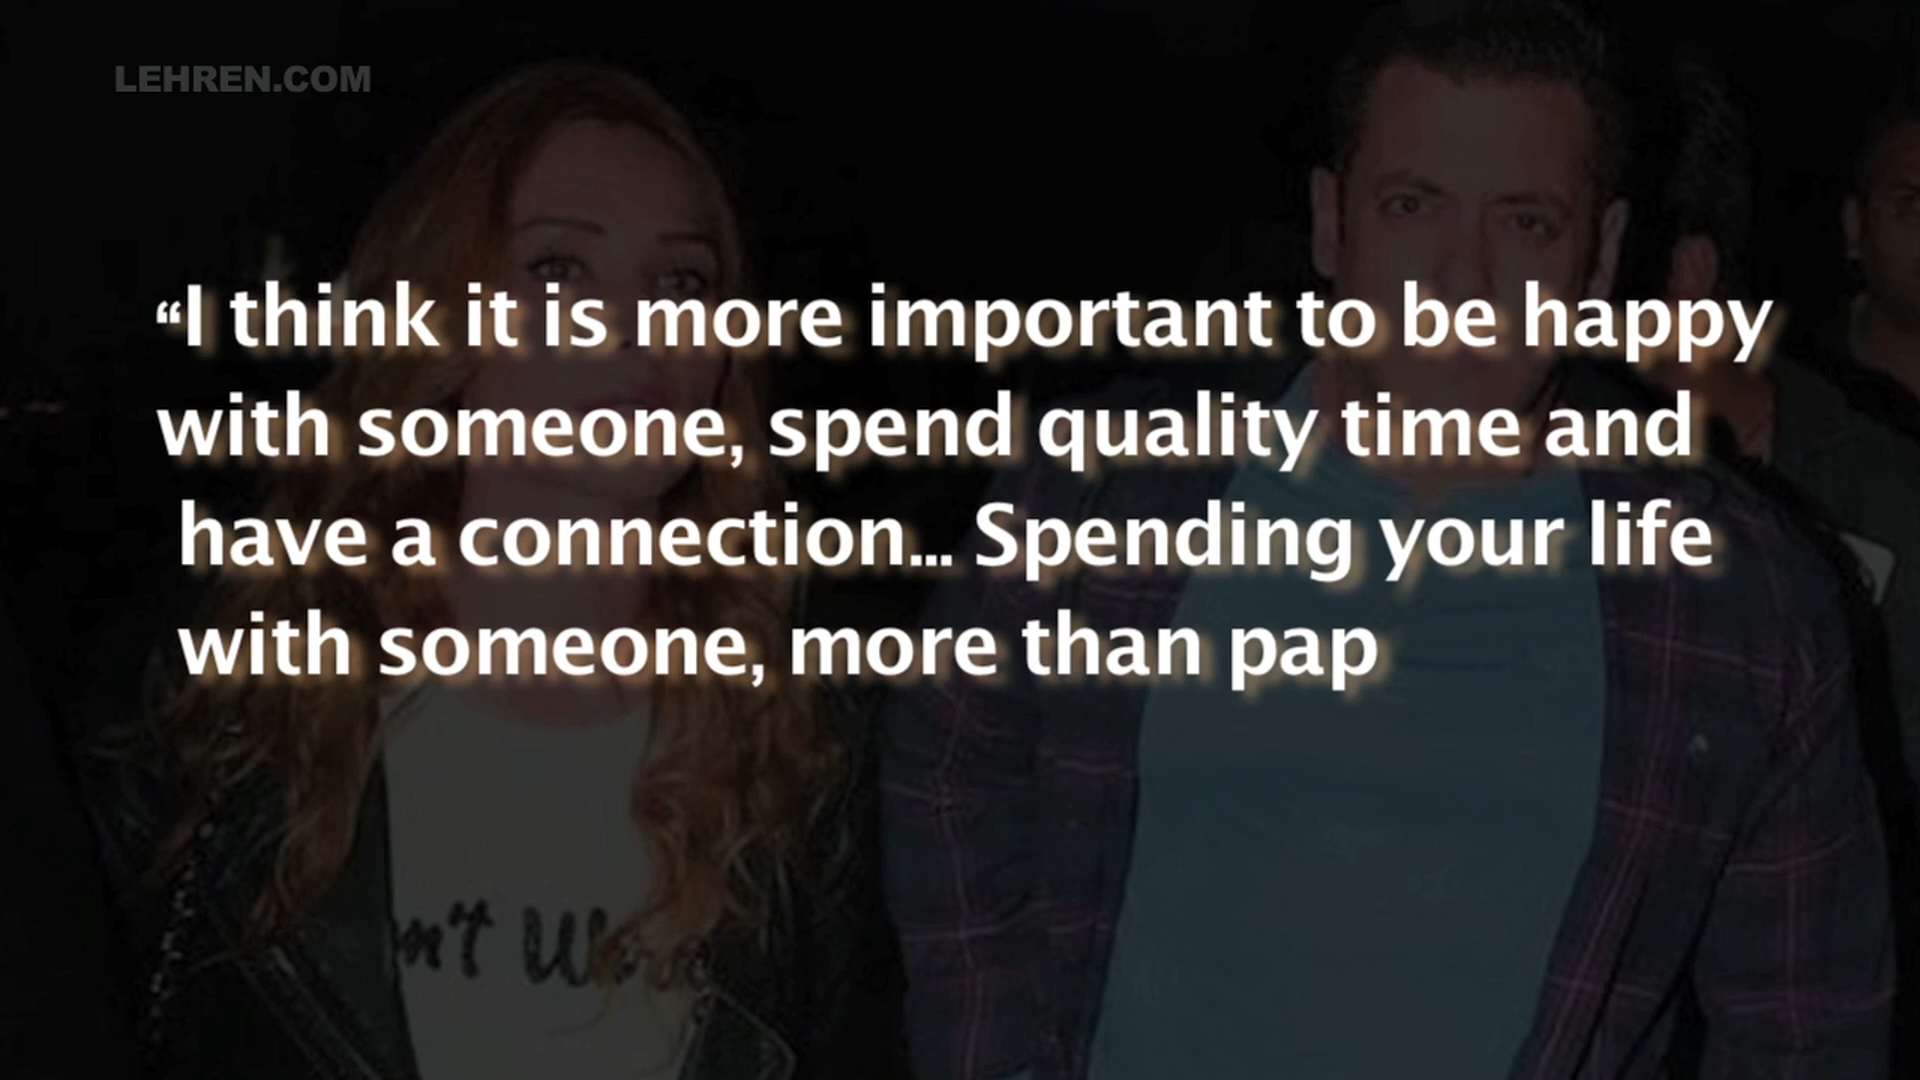 LEHREN.COM
“I think it is more important to be happy
with someone, spend quality time and
have a connection... Spending your life
with someone, more than pap
n't W